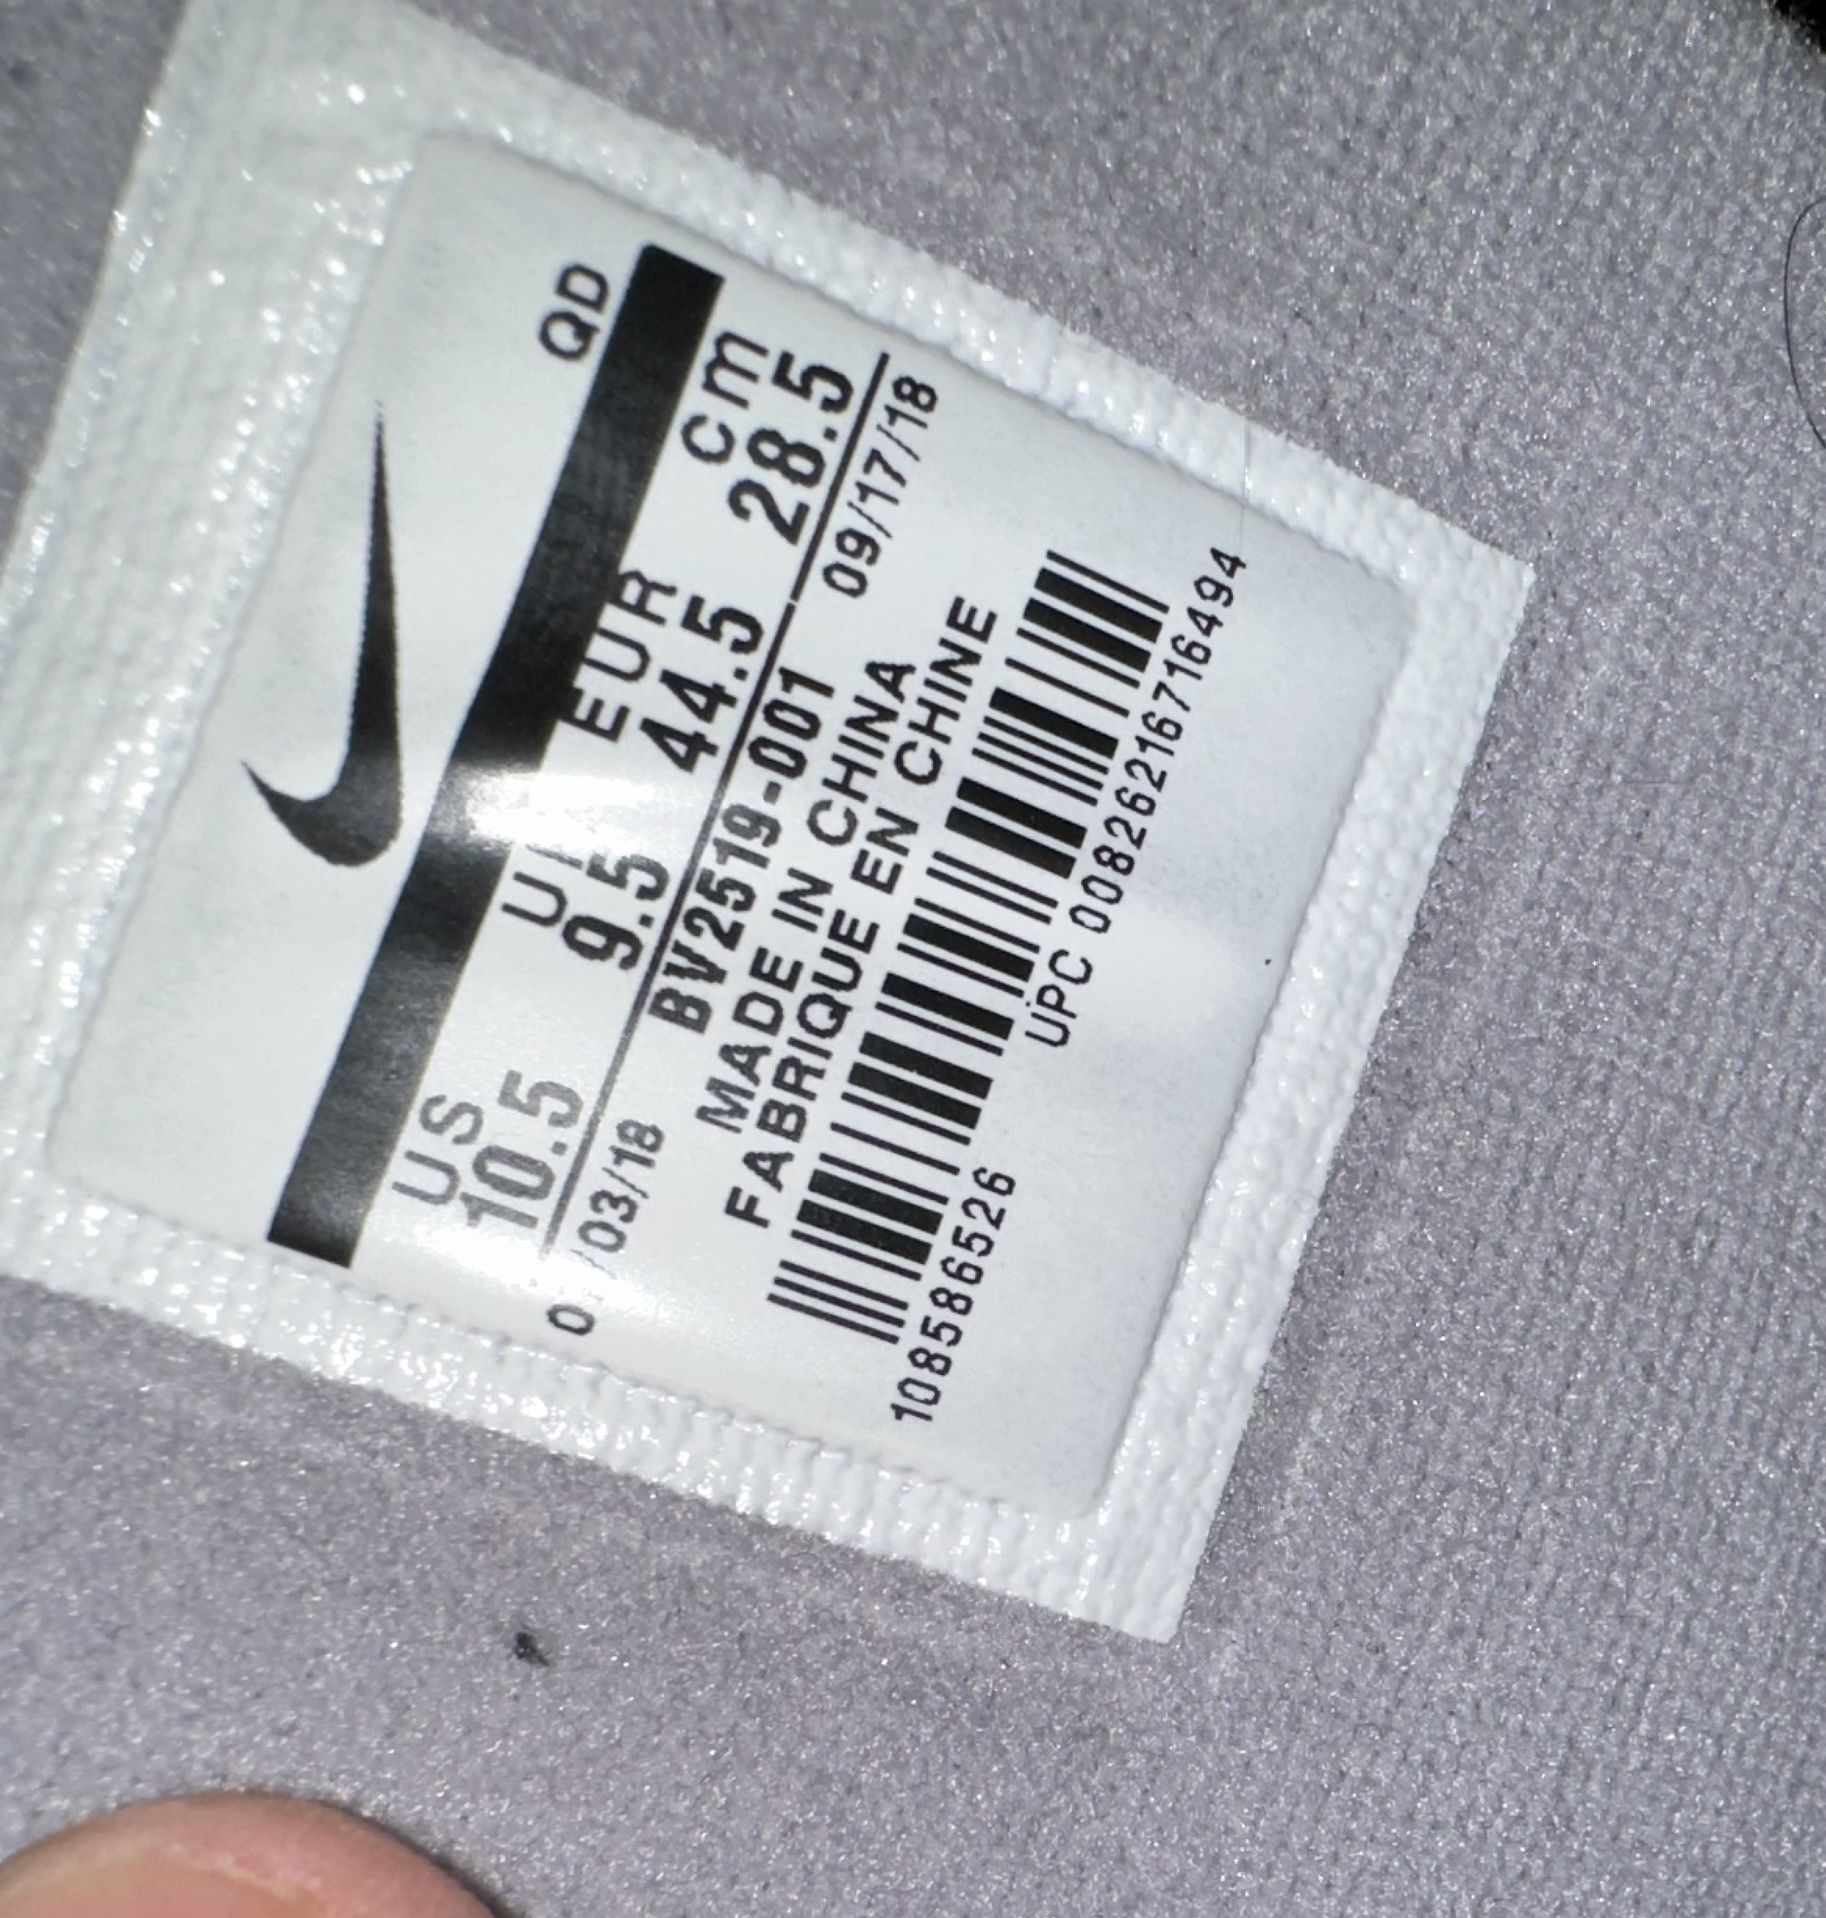 QD
US UK EUR cm
10.5 9.5 44.5 28.5
/03/18 BV2519-001 09/17/18
MADE IN CHINA
FABRIQUE EN CHINE
108586526 UPC 00826216716494